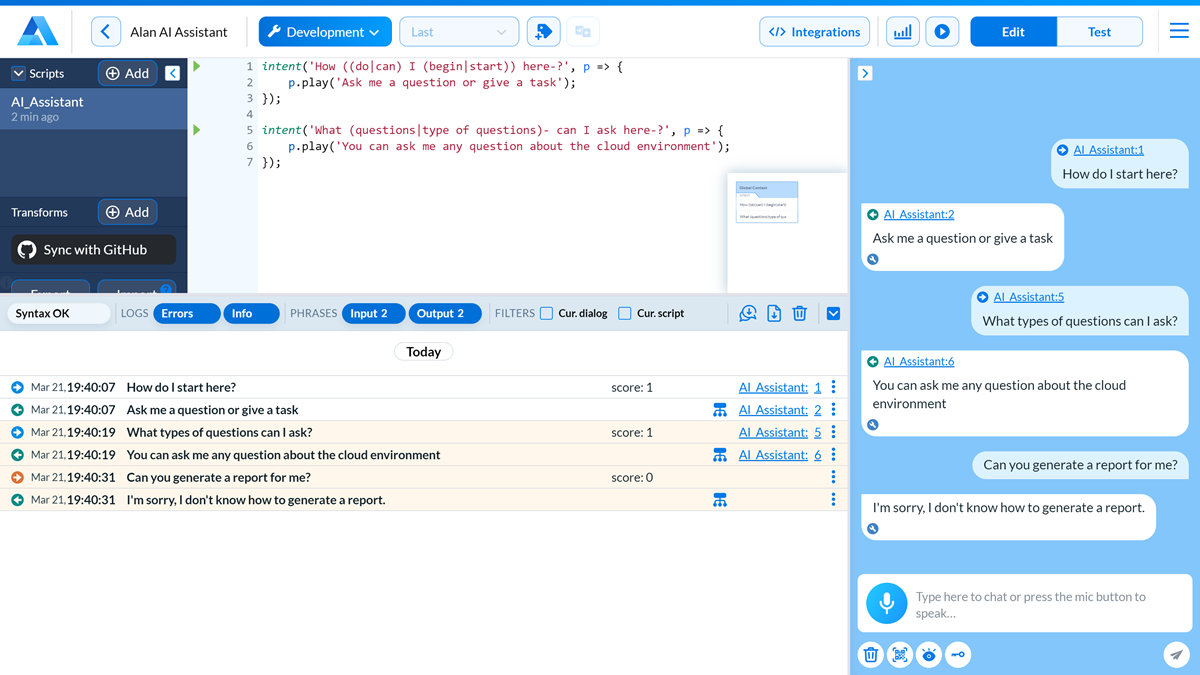 Alan AI Assistant
Development
Last
Integrations
Edit
Test
Scripts
Add
AI_Assistant
2 min ago
Transforms
Add
Sync with GitHub
Export
Import
?
1 intent('How ((do|can) I (begin|start)) here-?', p => {
2 p.play('Ask me a question or give a task');
3 });
4
5 intent('What (questions|type of questions)- can I ask here-?', p => {
6 p.play('You can ask me any question about the cloud environment');
7 });
Global Context
Syntax OK
LOGS
Errors
Info
PHRASES
Input 2
Output 2
FILTERS
Cur. dialog
Cur. script
Today
Mar 21, 19:40:07 How do I start here? score: 1 AI_Assistant: 1
Mar 21, 19:40:07 Ask me a question or give a task AI_Assistant: 2
Mar 21, 19:40:19 What types of questions can I ask? score: 1 AI_Assistant: 5
Mar 21, 19:40:19 You can ask me any question about the cloud environment AI_Assistant: 6
Mar 21, 19:40:31 Can you generate a report for me? score: 0
Mar 21, 19:40:31 I'm sorry, I don't know how to generate a report.
AI_Assistant:1
How do I start here?
AI_Assistant:2
Ask me a question or give a task
AI_Assistant:5
What types of questions can I ask?
AI_Assistant:6
You can ask me any question about the cloud
environment
Can you generate a report for me?
I'm sorry, I don't know how to generate a report.
Type here to chat or press the mic button to
speak...